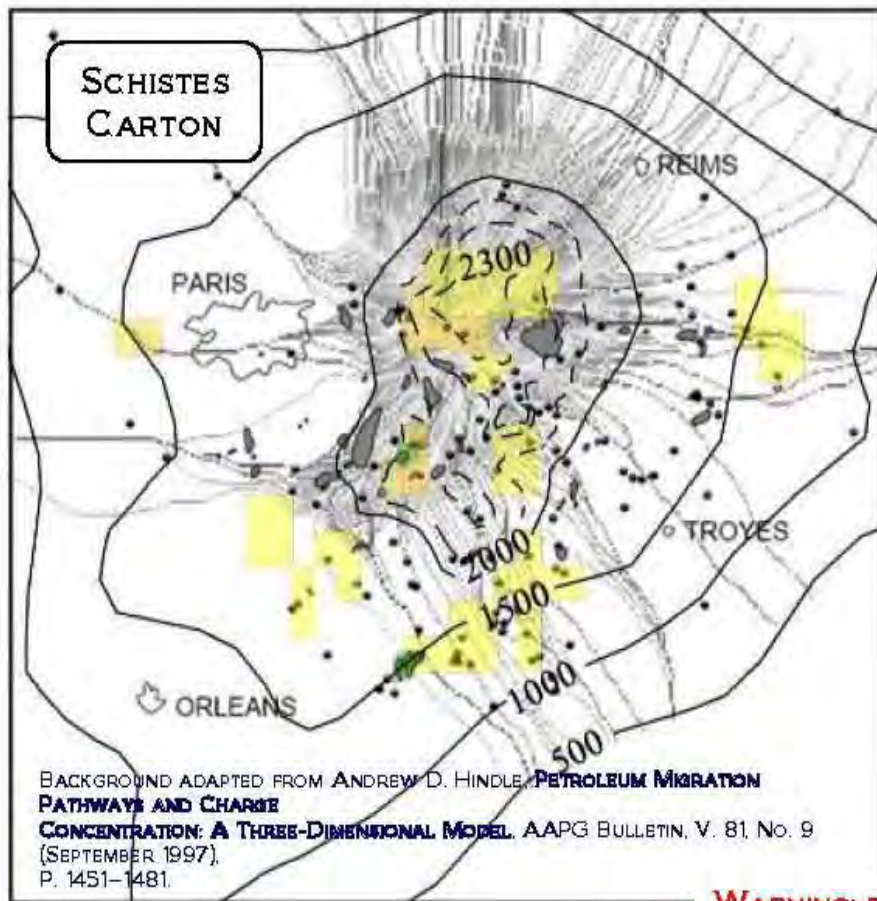 SCHISTES
CARTON
REIMS
2300
PARIS
TROYES
2000
1500
1000
ORLEANS
500
BACKGROUND ADAPTED FROM ANDREW D. HINDLE, PETROLEUM MIGRATION
PATHWAYS AND CHARGE
CONCENTRATION: A THREE-DIMENSIONAL MODEL, AAPG BULLETIN, V. 81, NO. 9
(SEPTEMBER 1997),
P. 1451–1481.